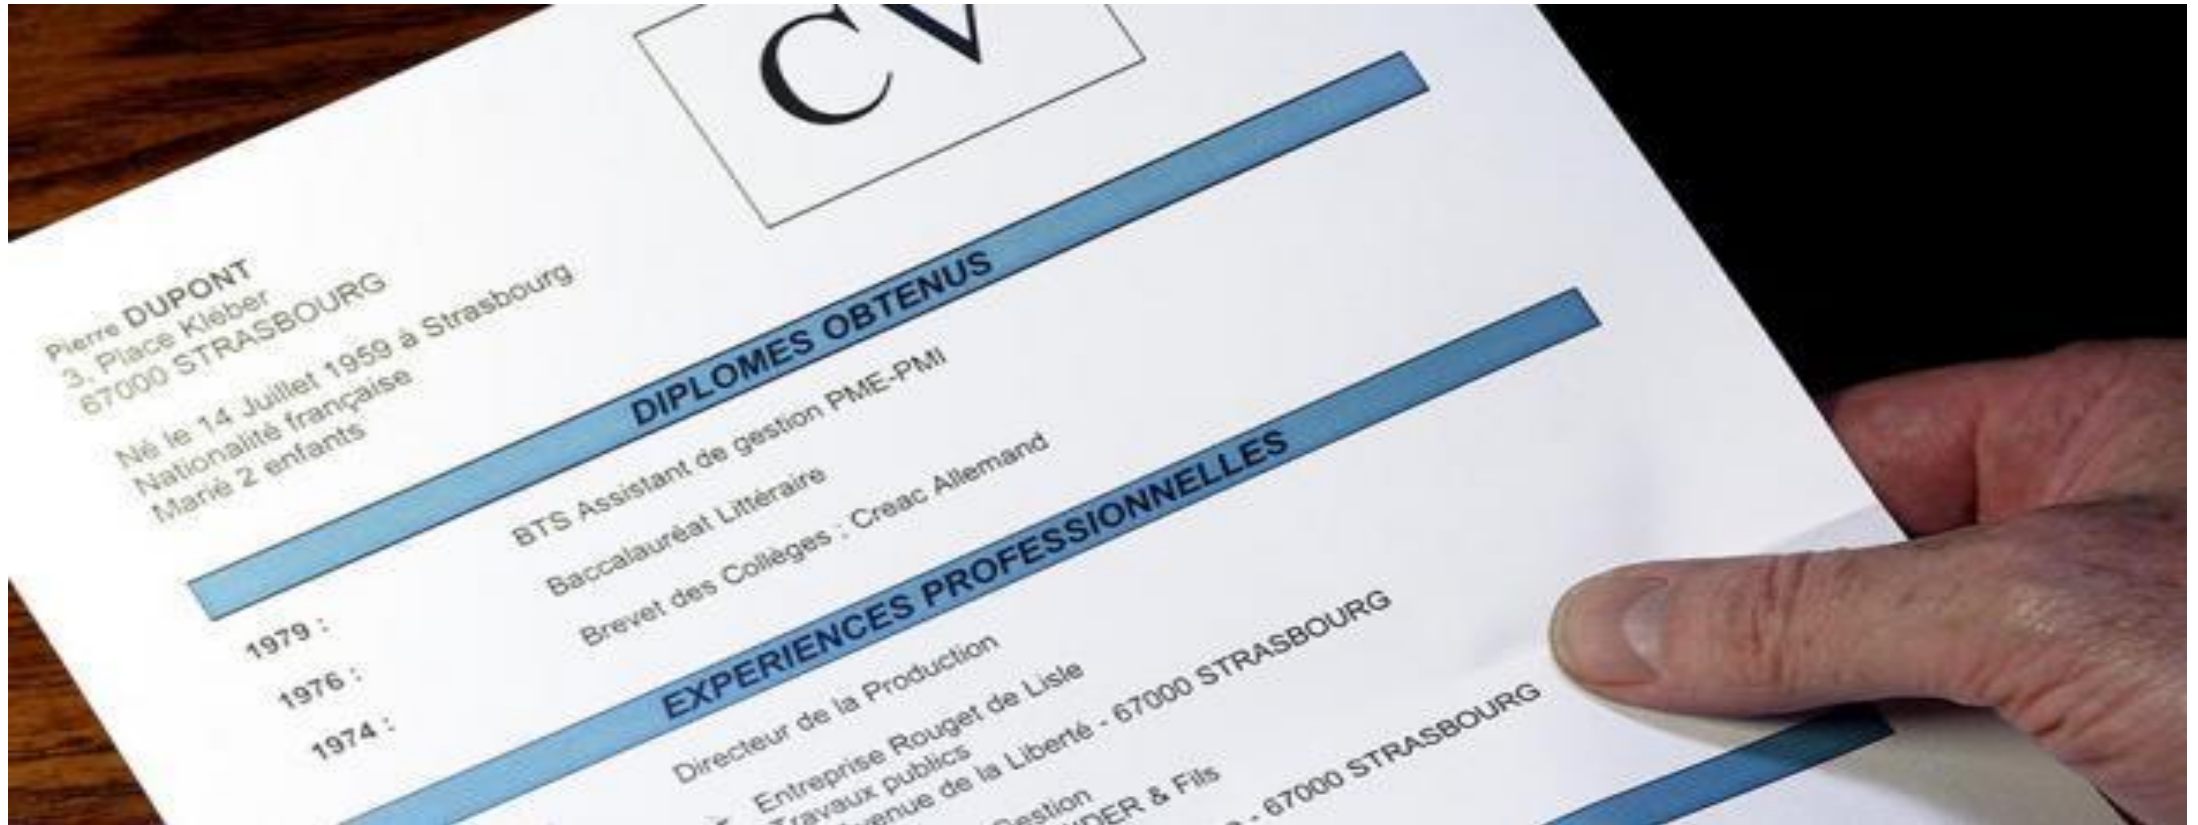 CV
Pierre DUPONT
3, Place Kléber
67000 STRASBOURG
Né le 14 Juillet 1959 à Strasbourg
Nationalité française
Marié 2 enfants
DIPLOMES OBTENUS
1979 : BTS Assistant de gestion PME-PMI
1976 : Baccalauréat Littéraire
1974 : Brevet des Collèges ; Creac Allemand
EXPERIENCES PROFESSIONNELLES
Directeur de la Production
Entreprise Rouget de Lisle
Travaux publics
de la Liberté - 67000 STRASBOURG
& Fils
- 67000 STRASBOURG